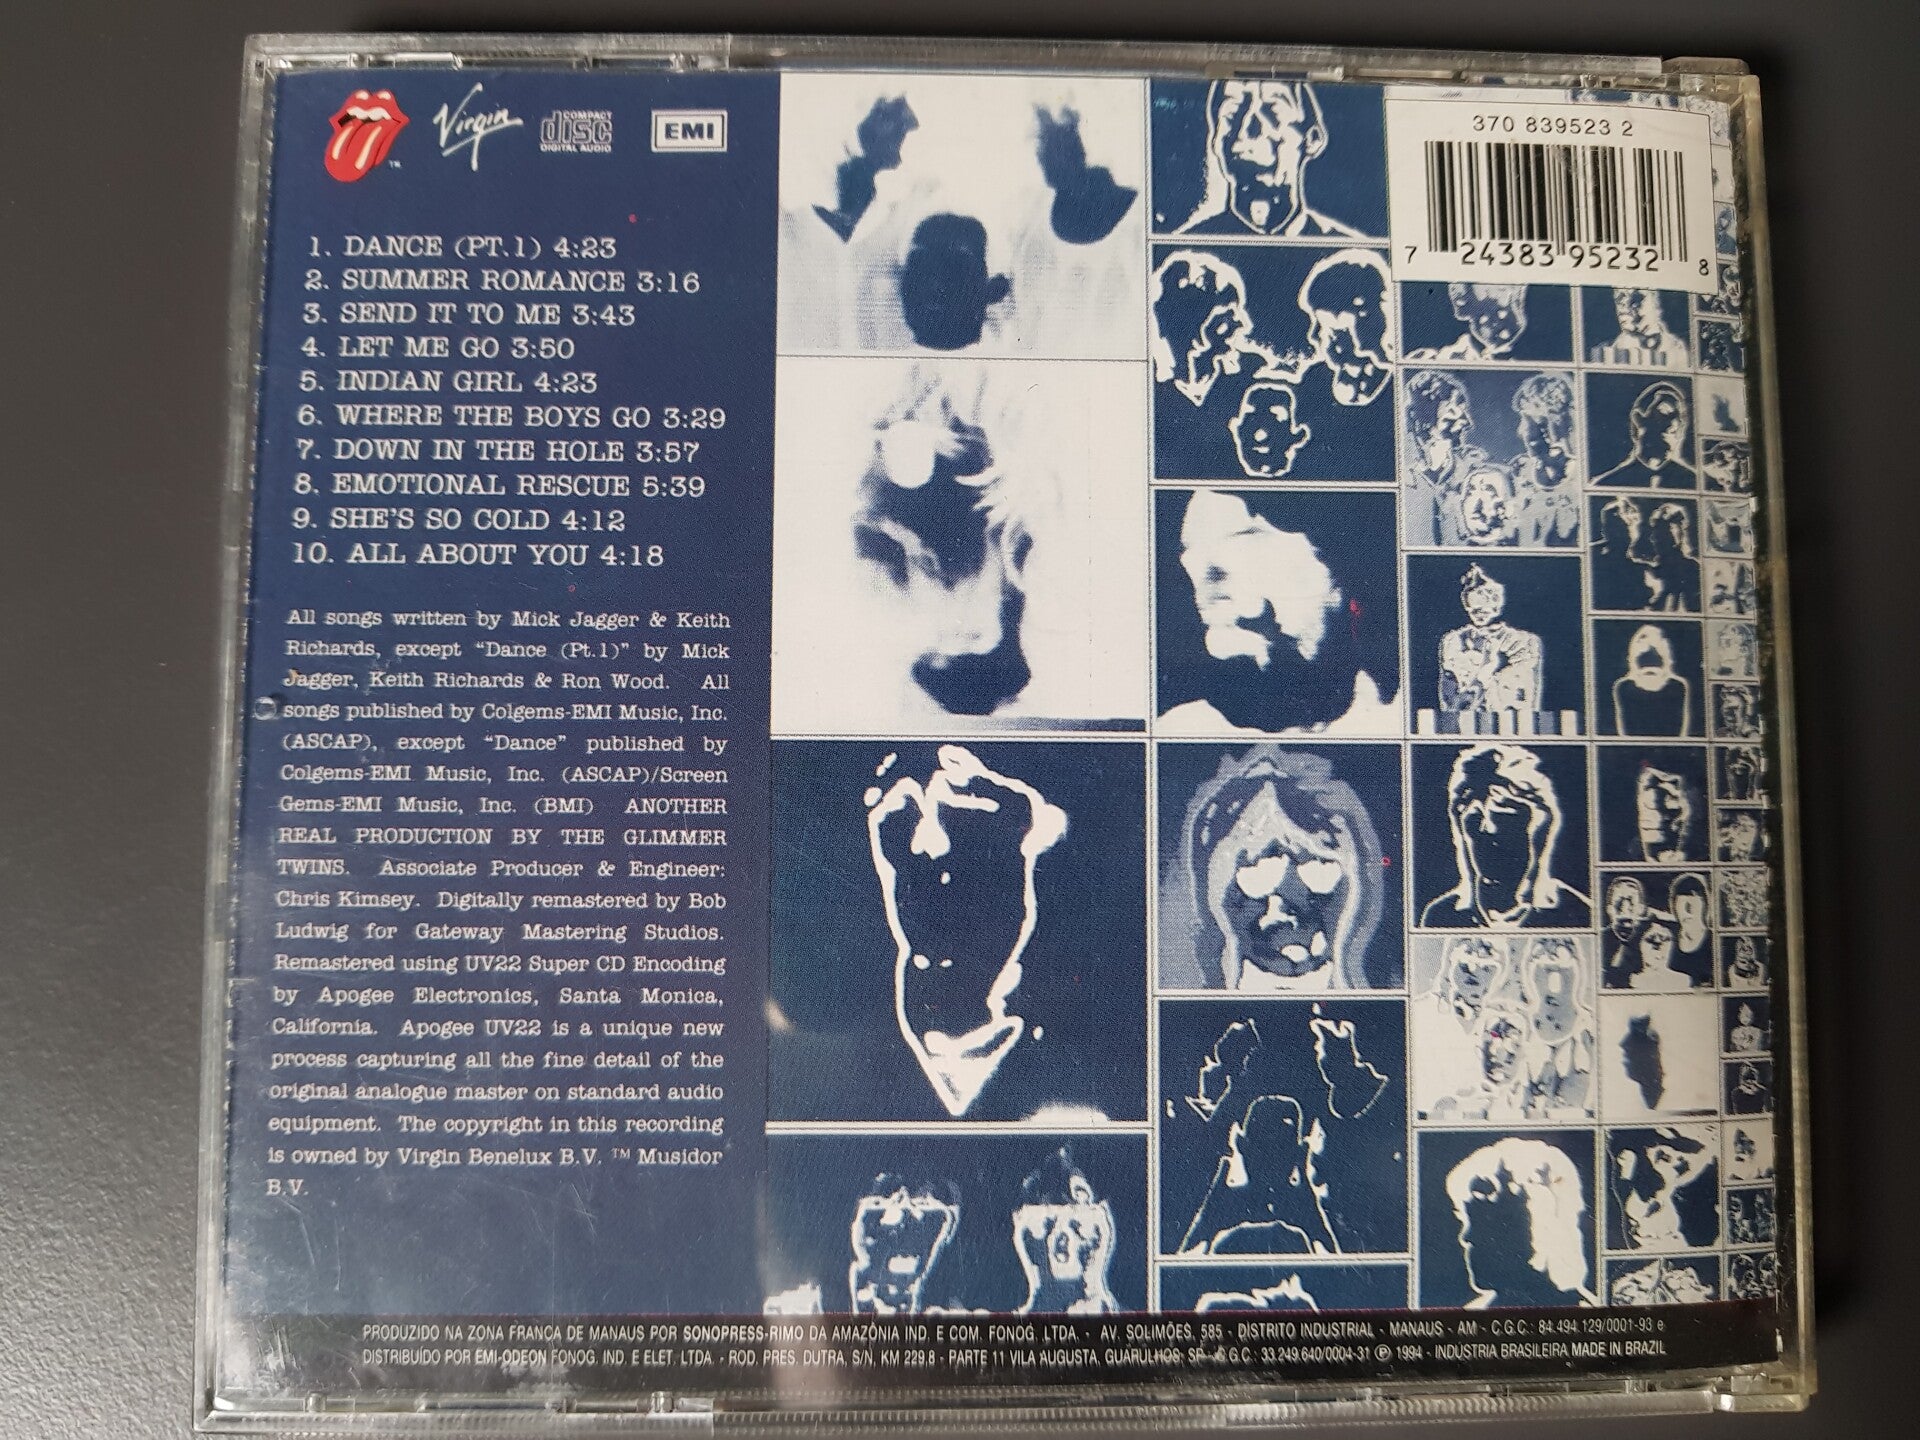 Virgin
COMPACT
disc
DIGITAL AUDIO
EMI
TM
370 839523 2
7 24383 95232 8
1. DANCE (PT.1) 4:23
2. SUMMER ROMANCE 3:16
3. SEND IT TO ME 3:43
4. LET ME GO 3:50
5. INDIAN GIRL 4:23
6. WHERE THE BOYS GO 3:29
7. DOWN IN THE HOLE 3:57
8. EMOTIONAL RESCUE 5:39
9. SHE'S SO COLD 4:12
10. ALL ABOUT YOU 4:18
All songs written by Mick Jagger & Keith
Richards, except "Dance (Pt.1)" by Mick
Jagger, Keith Richards & Ron Wood. All
songs published by Colgems-EMI Music, Inc.
(ASCAP), except "Dance" published by
Colgems-EMI Music, Inc. (ASCAP)/Screen
Gems-EMI Music, Inc. (BMI) ANOTHER
REAL PRODUCTION BY THE GLIMMER
TWINS. Associate Producer & Engineer:
Chris Kimsey. Digitally remastered by Bob
Ludwig for Gateway Mastering Studios.
Remastered using UV22 Super CD Encoding
by Apogee Electronics, Santa Monica,
California. Apogee UV22 is a unique new
process capturing all the fine detail of the
original analogue master on standard audio
equipment. The copyright in this recording
is owned by Virgin Benelux B.V. ™ Musidor
B.V.
PRODUZIDO NA ZONA FRANCA DE MANAUS POR SONOPRESS-RIMO DA AMAZÔNIA IND. E COM. FONOG. LTDA. - AV. SOLIMÕES, 585 - DISTRITO INDUSTRIAL - MANAUS - AM - C.G.C.: 84.494.129/0001-93 e
DISTRIBUÍDO POR EMI-ODEON FONOG. IND. E ELET. LTDA. - ROD. PRES. DUTRA, S/N, KM 229,8 - PARTE 11 VILA AUGUSTA, GUARULHOS, SP - C.G.C.: 33.249.640/0004-31 ℗ 1994 - INDÚSTRIA BRASILEIRA MADE IN BRAZIL